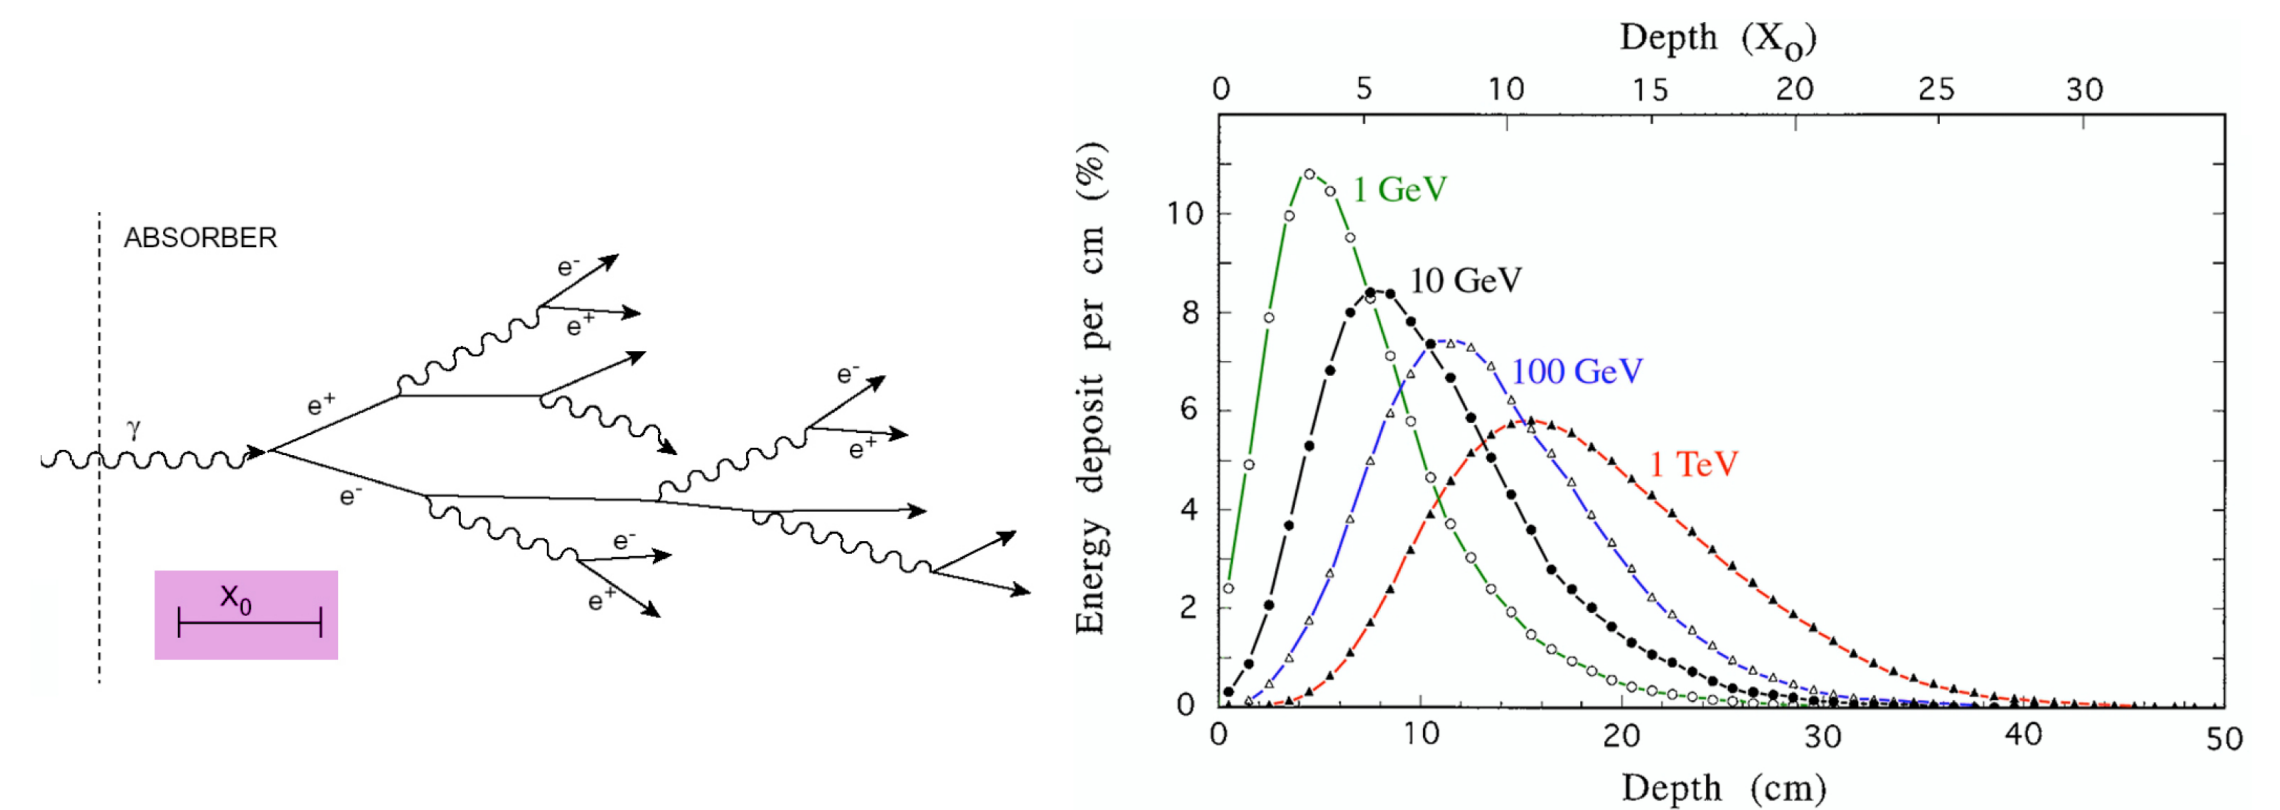 ABSORBER
e-
e+
e+
γ
e-
e-
e+
e-
e+
X0
Depth (Xo)
0 5 10 15 20 25 30
Energy deposit per cm (%)
10
8
6
4
2
0
1 GeV
10 GeV
100 GeV
1 TeV
0 10 20 30 40 50
Depth (cm)